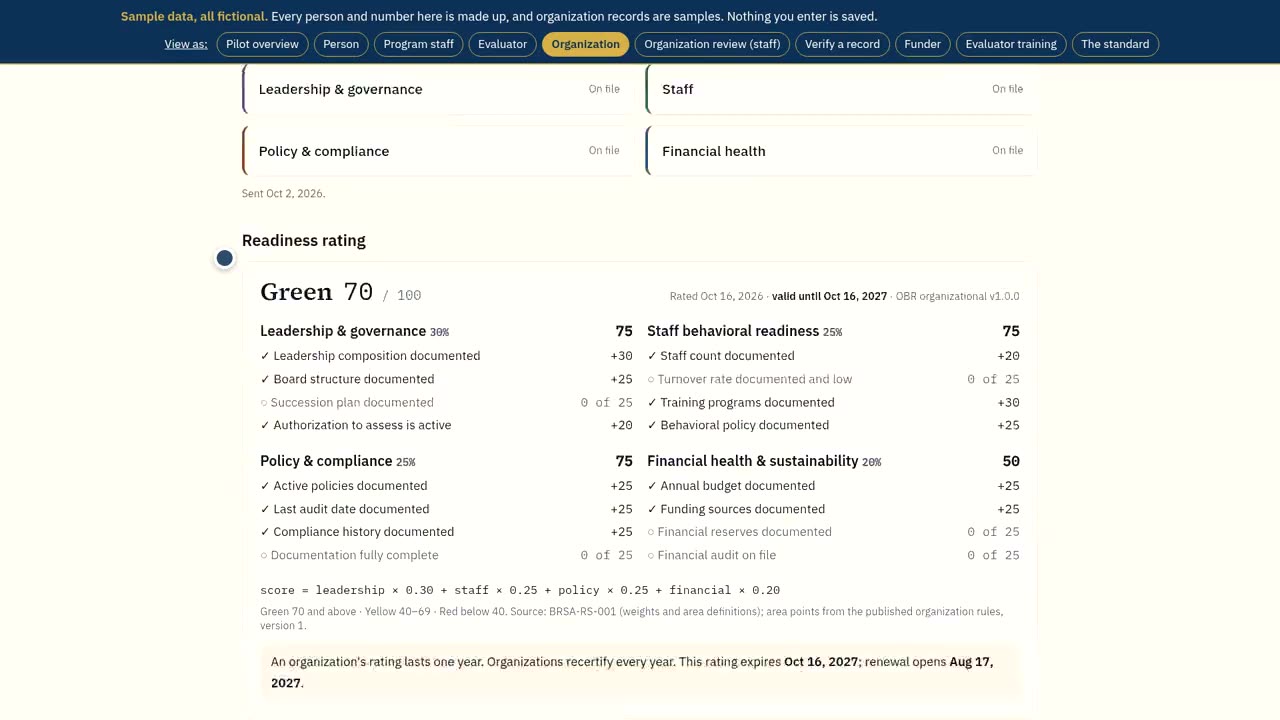 Sample data, all fictional. Every person and number here is made up, and organization records are samples. Nothing you enter is saved.
View as: Pilot overview Person Program staff Evaluator Organization Organization review (staff) Verify a record Funder Evaluator training The standard
Leadership & governance On file Staff On file
Policy & compliance On file Financial health On file
Sent Oct 2, 2026.
Readiness rating
Green 70 / 100 Rated Oct 16, 2026 · valid until Oct 16, 2027 · OBR organizational v1.0.0
Leadership & governance 30% 75 Staff behavioral readiness 25% 75
✓ Leadership composition documented +30 ✓ Staff count documented +20
✓ Board structure documented +25 ○ Turnover rate documented and low 0 of 25
○ Succession plan documented 0 of 25 ✓ Training programs documented +30
✓ Authorization to assess is active +20 ✓ Behavioral policy documented +25
Policy & compliance 25% 75 Financial health & sustainability 20% 50
✓ Active policies documented +25 ✓ Annual budget documented +25
✓ Last audit date documented +25 ✓ Funding sources documented +25
✓ Compliance history documented +25 ○ Financial reserves documented 0 of 25
○ Documentation fully complete 0 of 25 ○ Financial audit on file 0 of 25
score = leadership × 0.30 + staff × 0.25 + policy × 0.25 + financial × 0.20
Green 70 and above · Yellow 40–69 · Red below 40. Source: BRSA-RS-001 (weights and area definitions); area points from the published organization rules,
version 1.
An organization's rating lasts one year. Organizations recertify every year. This rating expires Oct 16, 2027; renewal opens Aug 17,
2027.